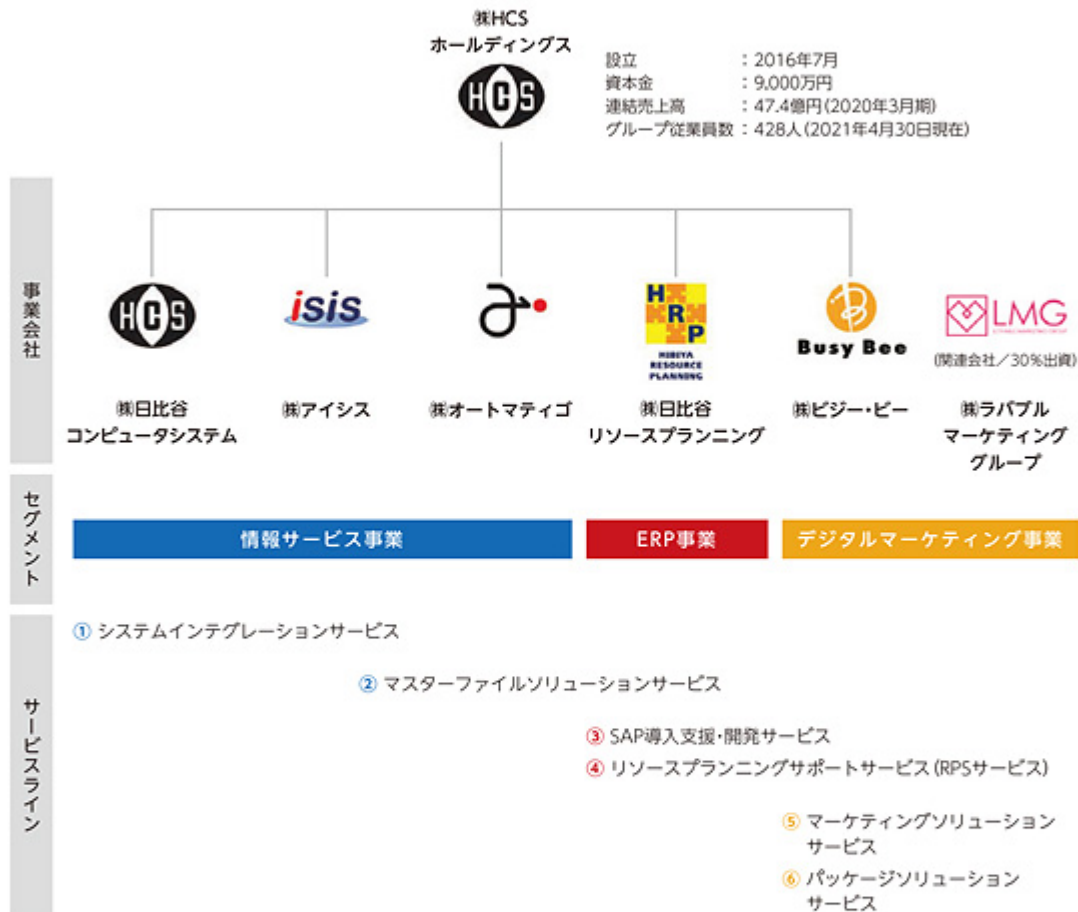 ㈱HCS
ホールディングス
HCS
設立 : 2016年7月
資本金 : 9,000万円
連結売上高 : 47.4億円(2020年3月期)
グループ従業員数 : 428人(2021年4月30日現在)
事業会社
HCS
isis
HRP
HIBIYA
RESOURCE
PLANNING
B
Busy Bee
LMG
(関連会社/30%出資)
㈱日比谷
コンピュータシステム
㈱アイシス
㈱オートマティゴ
㈱日比谷
リソースプランニング
㈱ビジー・ビー
㈱ラバブル
マーケティング
グループ
セグメント
情報サービス事業
ERP事業
デジタルマーケティング事業
サービスライン
① システムインテグレーションサービス
② マスターファイルソリューションサービス
③ SAP導入支援・開発サービス
④ リソースプランニングサポートサービス(RPSサービス)
⑤ マーケティングソリューション
サービス
⑥ パッケージソリューション
サービス